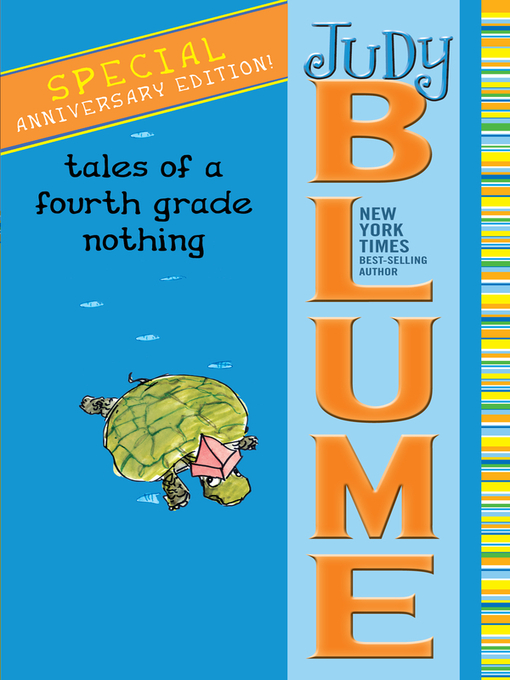 SPECIAL
ANNIVERSARY EDITION!
tales of a
fourth grade
nothing
JUDY
BLUME
NEW
YORK
TIMES
BEST-SELLING
AUTHOR